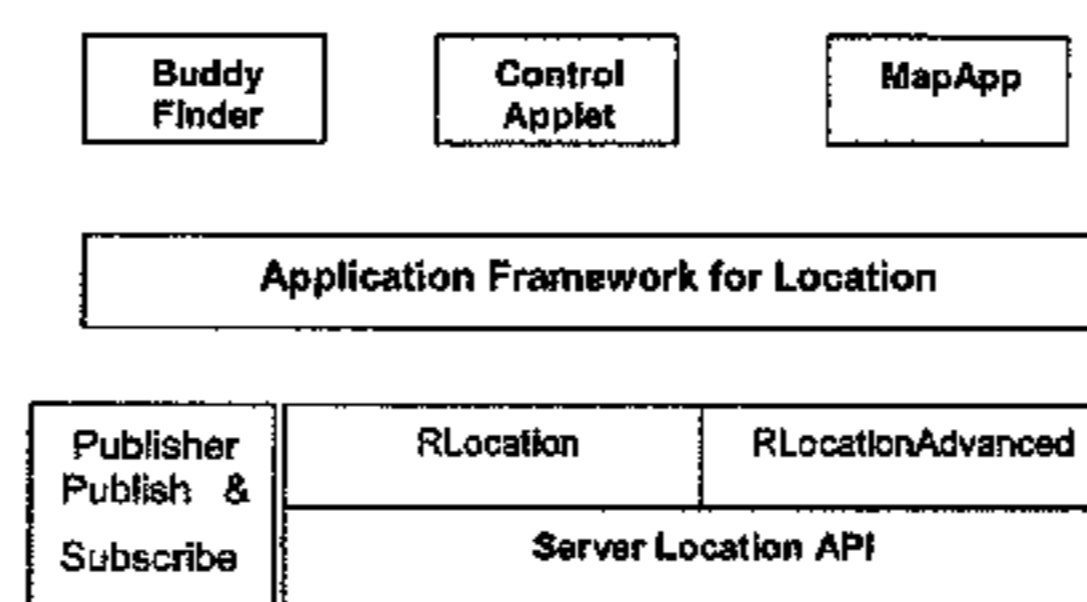 Buddy
Finder
Control
Applet
MapApp
Application Framework for Location
Publisher
Publish &
Subscribe
RLocation
RLocationAdvanced
Server Location API